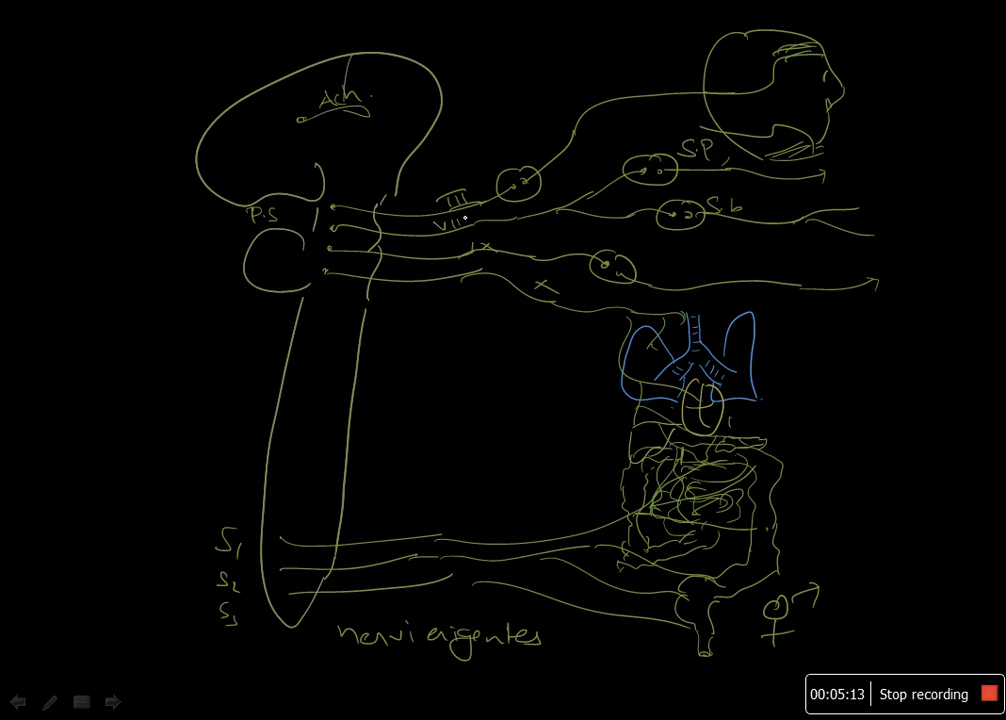 Ach.
S.P,
III
S.b
P.S
VII
IX
X
S1
S2
S3
nervi erigentes
00:05:13 Stop recording